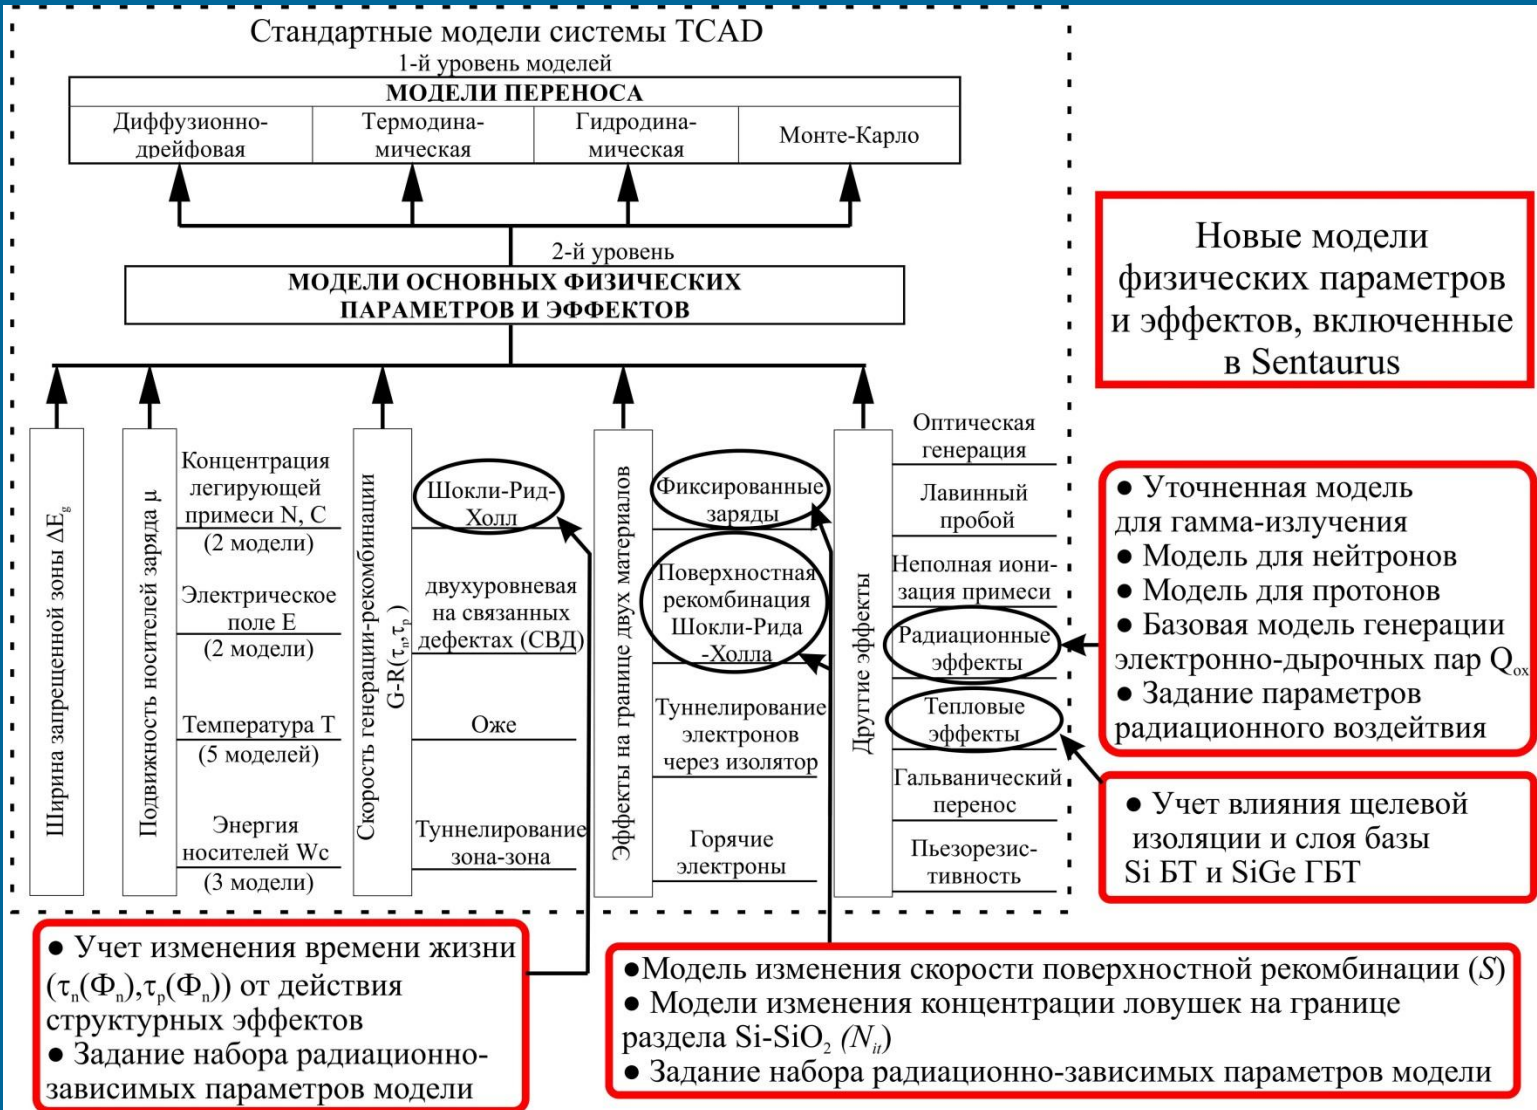 Стандартные модели системы TCAD
1-й уровень моделей
МОДЕЛИ ПЕРЕНОСА
Диффузионно-
дрейфовая
Термодина-
мическая
Гидродина-
мическая
Монте-Карло
2-й уровень
МОДЕЛИ ОСНОВНЫХ ФИЗИЧЕСКИХ
ПАРАМЕТРОВ И ЭФФЕКТОВ
Новые модели
физических параметров
и эффектов, включенные
в Sentaurus
Ширина запрещенной зоны ΔEg
Подвижность носителей заряда μ
Концентрация
легирующей
примеси N, C
(2 модели)
Электрическое
поле E
(2 модели)
Температура T
(5 моделей)
Энергия
носителей Wc
(3 модели)
Скорость генерации-рекомбинации
G-R(τn,τp)
Шокли-Рид-
Холл
двухуровневая
на связанных
дефектах (СВД)
Оже
Туннелирование
зона-зона
Эффекты на границе двух материалов
Фиксированные
заряды
Поверхностная
рекомбинация
Шокли-Рида
-Холла
Туннелирование
электронов
через изолятор
Горячие
электроны
Друггие эффекты
Оптическая
генерация
Лавинный
пробой
Неполная иони-
зация примеси
Радиационные
эффекты
Тепловые
эффекты
Гальванический
перенос
Пьезорезис-
тивность
● Уточненная модель
для гамма-излучения
● Модель для нейтронов
● Модель для протонов
● Базовая модель генерации
электронно-дырочных пар Qox
● Задание параметров
радиационного воздейтвия
● Учет влияния щелевой
изоляции и слоя базы
Si БТ и SiGe ГБТ
● Учет изменения времени жизни
(τn(Φn),τp(Φn)) от действия
структурных эффектов
● Задание набора радиационно-
зависимых параметров модели
●Модель изменения скорости поверхностной рекомбинации (S)
● Модели изменения концентрации ловушек на границе
раздела Si-SiO₂ (Nit)
● Задание набора радиационно-зависимых параметров модели